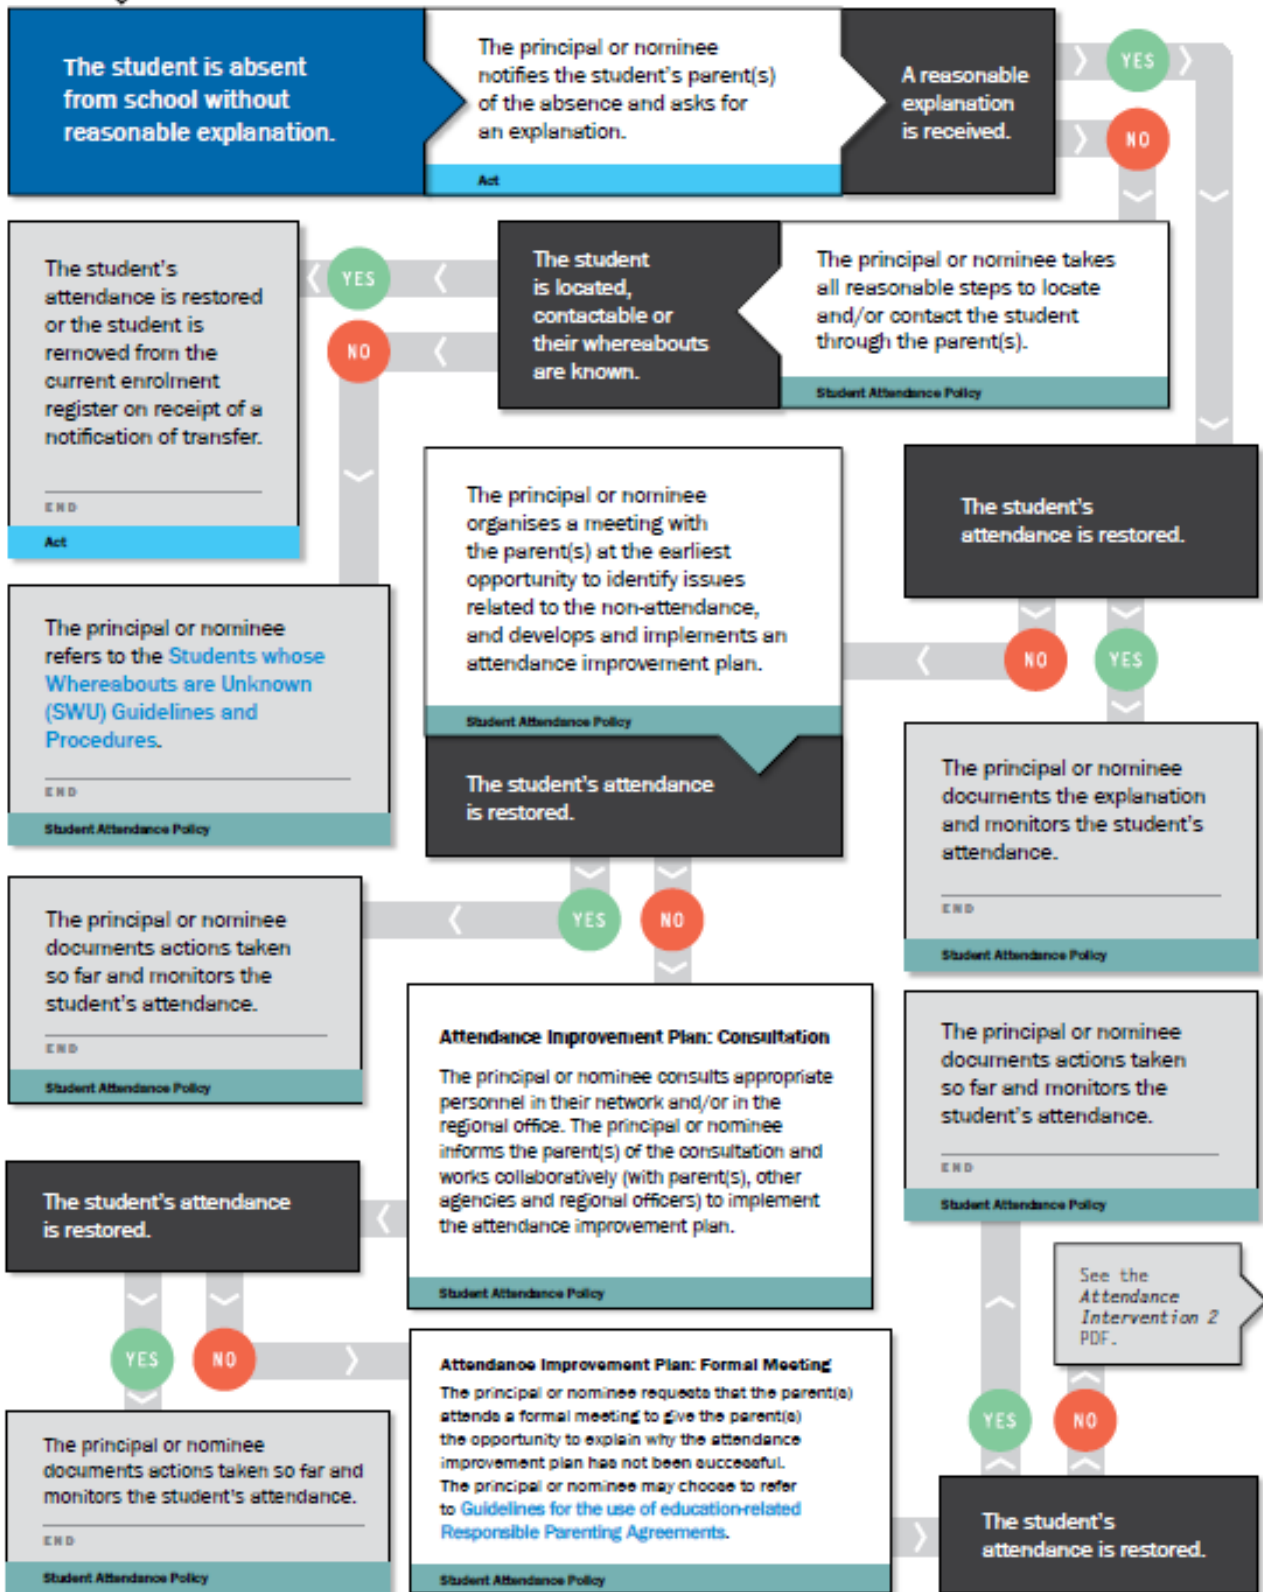 The student is absent
from school without
reasonable explanation.
The principal or nominee
notifies the student's parent(s)
of the absence and asks for
an explanation.
Act
A reasonable
explanation
is received.
YES
NO
The principal or nominee takes
all reasonable steps to locate
and/or contact the student
through the parent(s).
Student Attendance Policy
The student
is located,
contactable or
their whereabouts
are known.
YES
NO
The student's
attendance is restored
or the student is
removed from the
current enrolment
register on receipt of a
notification of transfer.
END
Act
The principal or nominee
refers to the Students whose
Whereabouts are Unknown
(SWU) Guidelines and
Procedures.
END
Student Attendance Policy
The student's
attendance is restored.
NO
YES
The principal or nominee
documents the explanation
and monitors the student's
attendance.
END
Student Attendance Policy
The principal or nominee
organises a meeting with
the parent(s) at the earliest
opportunity to identify issues
related to the non-attendance,
and develops and implements an
attendance improvement plan.
Student Attendance Policy
The student's attendance
is restored.
YES
NO
The principal or nominee
documents actions taken
so far and monitors the
student's attendance.
END
Student Attendance Policy
Attendance Improvement Plan: Consultation
The principal or nominee consults appropriate
personnel in their network and/or in the
regional office. The principal or nominee
informs the parent(s) of the consultation and
works collaboratively (with parent(s), other
agencies and regional officers) to implement
the attendance improvement plan.
Student Attendance Policy
The student's attendance
is restored.
YES
NO
The principal or nominee
documents actions taken so far and
monitors the student's attendance.
END
Student Attendance Policy
Attendance Improvement Plan: Formal Meeting
The principal or nominee requests that the parent(s)
attends a formal meeting to give the parent(s)
the opportunity to explain why the attendance
improvement plan has not been successful.
The principal or nominee may choose to refer
to Guidelines for the use of education-related
Responsible Parenting Agreements.
Student Attendance Policy
The student's
attendance is restored.
YES
NO
The principal or nominee
documents actions taken
so far and monitors the
student's attendance.
END
Student Attendance Policy
See the
Attendance
Intervention 2
PDF.